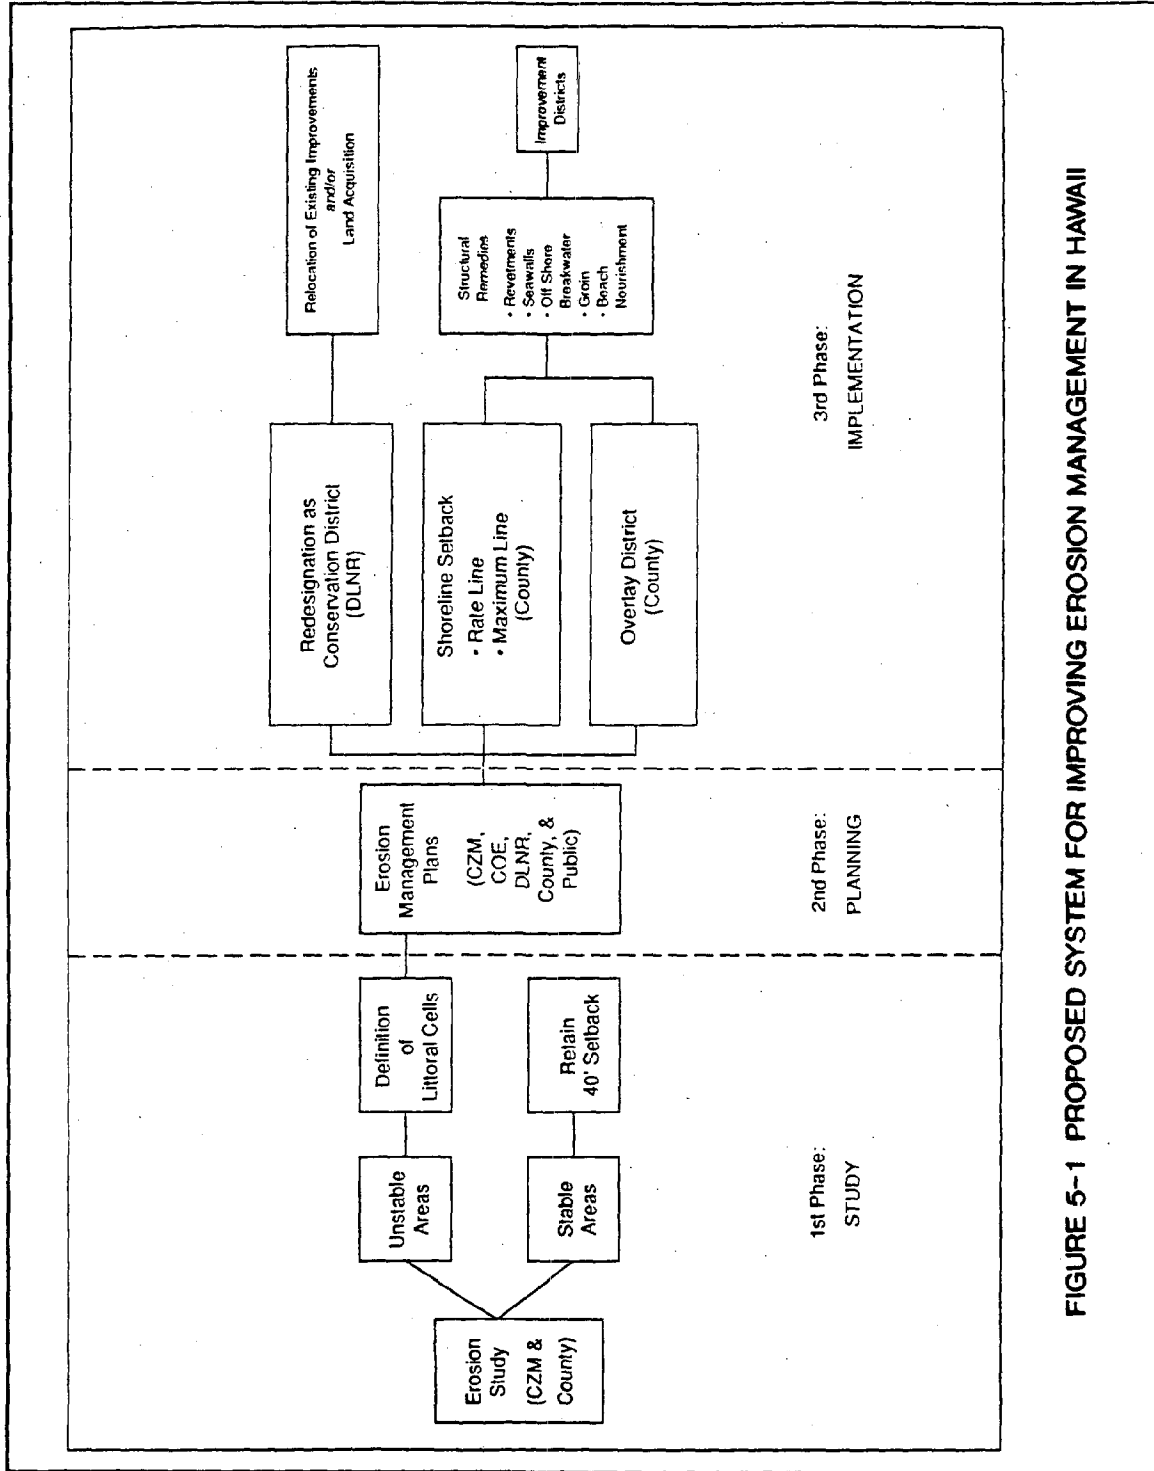 Erosion
Study
(CZM &
County)
Unstable
Areas
Stable
Areas
Definition
of
Littoral Cells
Retain
40' Setback
1st Phase:
STUDY
Erosion
Management
Plans
(CZM,
COE,
DLNR,
County, &
Public)
2nd Phase:
PLANNING
Redesignation as
Conservation District
(DLNR)
Shoreline Setback
• Rate Line
• Maximum Line
(County)
Overlay District
(County)
Relocation of Existing Improvements
and/or
Land Acquisition
Structural
Remedies
• Revetments
• Seawalls
• Off Shore
Breakwater
• Groin
• Beach
Nourishment
Improvement
Districts
3rd Phase:
IMPLEMENTATION
FIGURE 5-1 PROPOSED SYSTEM FOR IMPROVING EROSION MANAGEMENT IN HAWAII